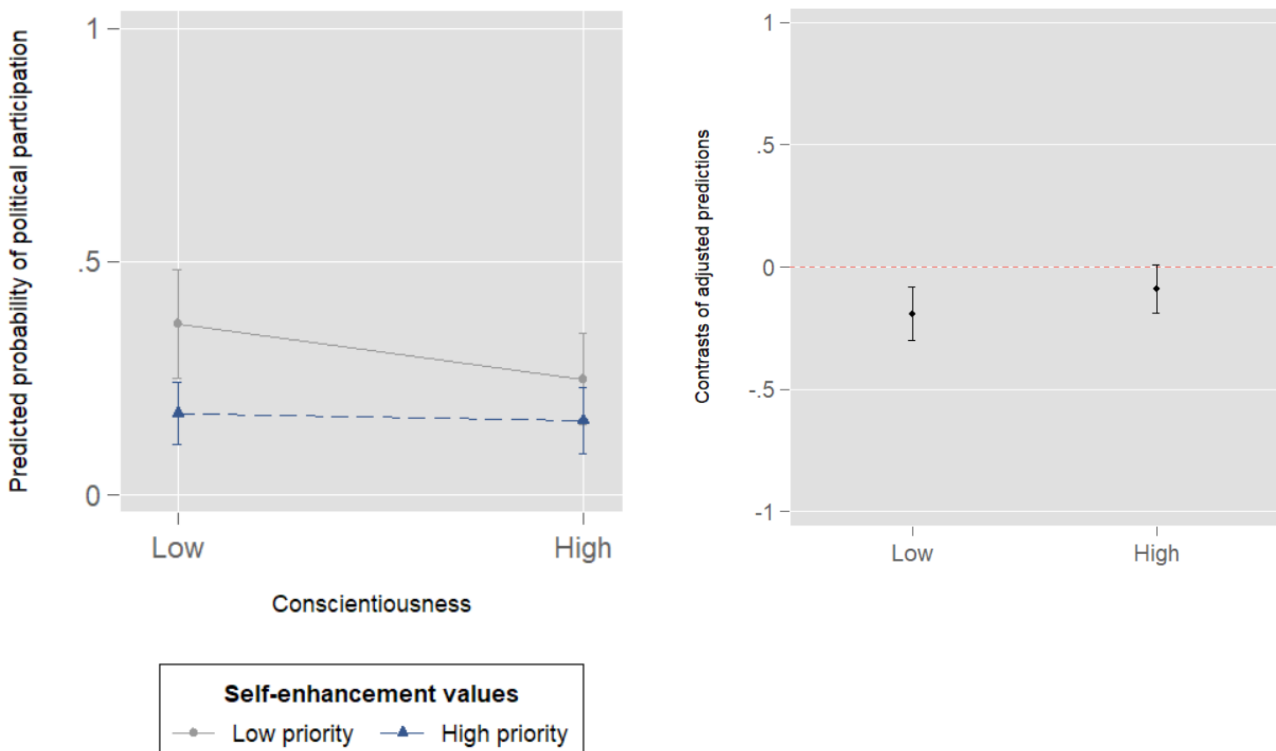 Predicted probability of political participation
1
.5
0
Low High
Conscientiousness
Self-enhancement values
Low priority High priority
Contrasts of adjusted predictions
1
.5
0
-.5
-1
Low High